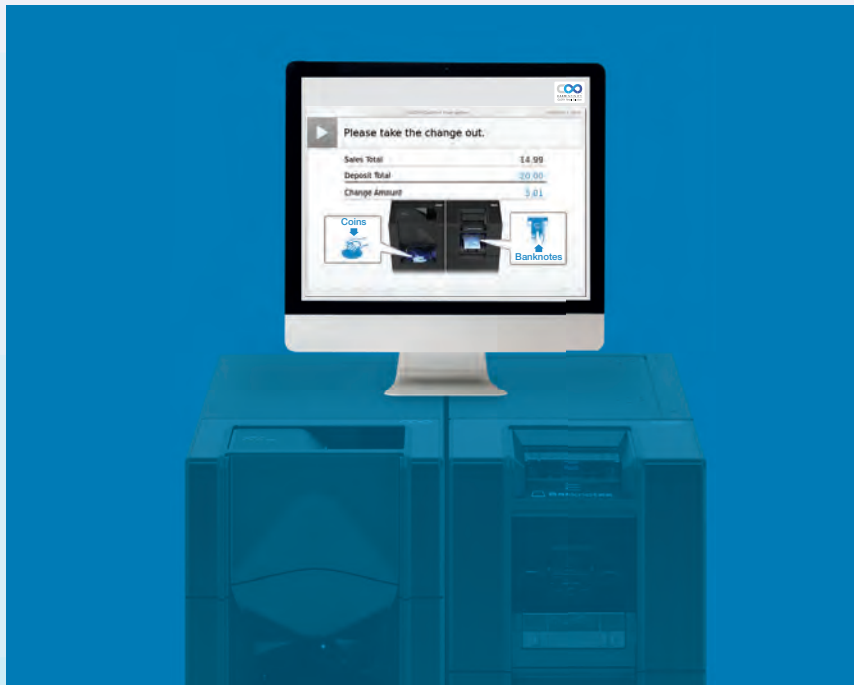 Please take the change out.
Sales Total 14.99
Deposit Total 20.00
Change Amount 5.01
Coins
Banknotes